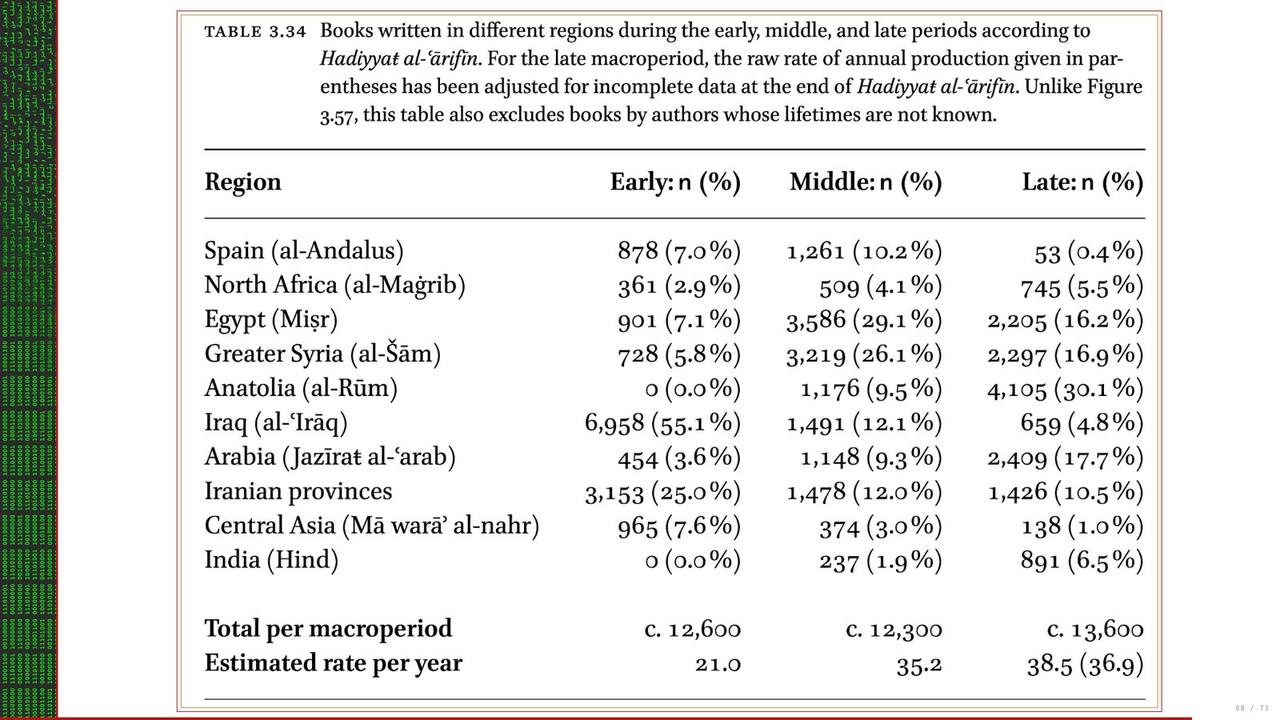 TABLE 3.34 Books written in different regions during the early, middle, and late periods according to
Hadiyyaŧ al-ʿārifīn. For the late macroperiod, the raw rate of annual production given in par-
entheses has been adjusted for incomplete data at the end of Hadiyyaŧ al-ʿārifīn. Unlike Figure
3.57, this table also excludes books by authors whose lifetimes are not known.
Region Early: n (%) Middle: n (%) Late: n (%)
Spain (al-Andalus) 878 (7.0%) 1,261 (10.2%) 53 (0.4%)
North Africa (al-Maġrib) 361 (2.9%) 509 (4.1%) 745 (5.5%)
Egypt (Miṣr) 901 (7.1%) 3,586 (29.1%) 2,205 (16.2%)
Greater Syria (al-Šām) 728 (5.8%) 3,219 (26.1%) 2,297 (16.9%)
Anatolia (al-Rūm) 0 (0.0%) 1,176 (9.5%) 4,105 (30.1%)
Iraq (al-ʿIrāq) 6,958 (55.1%) 1,491 (12.1%) 659 (4.8%)
Arabia (Jazīraŧ al-ʿarab) 454 (3.6%) 1,148 (9.3%) 2,409 (17.7%)
Iranian provinces 3,153 (25.0%) 1,478 (12.0%) 1,426 (10.5%)
Central Asia (Mā warāʾ al-nahr) 965 (7.6%) 374 (3.0%) 138 (1.0%)
India (Hind) 0 (0.0%) 237 (1.9%) 891 (6.5%)
Total per macroperiod c. 12,600 c. 12,300 c. 13,600
Estimated rate per year 21.0 35.2 38.5 (36.9)
68 / 73